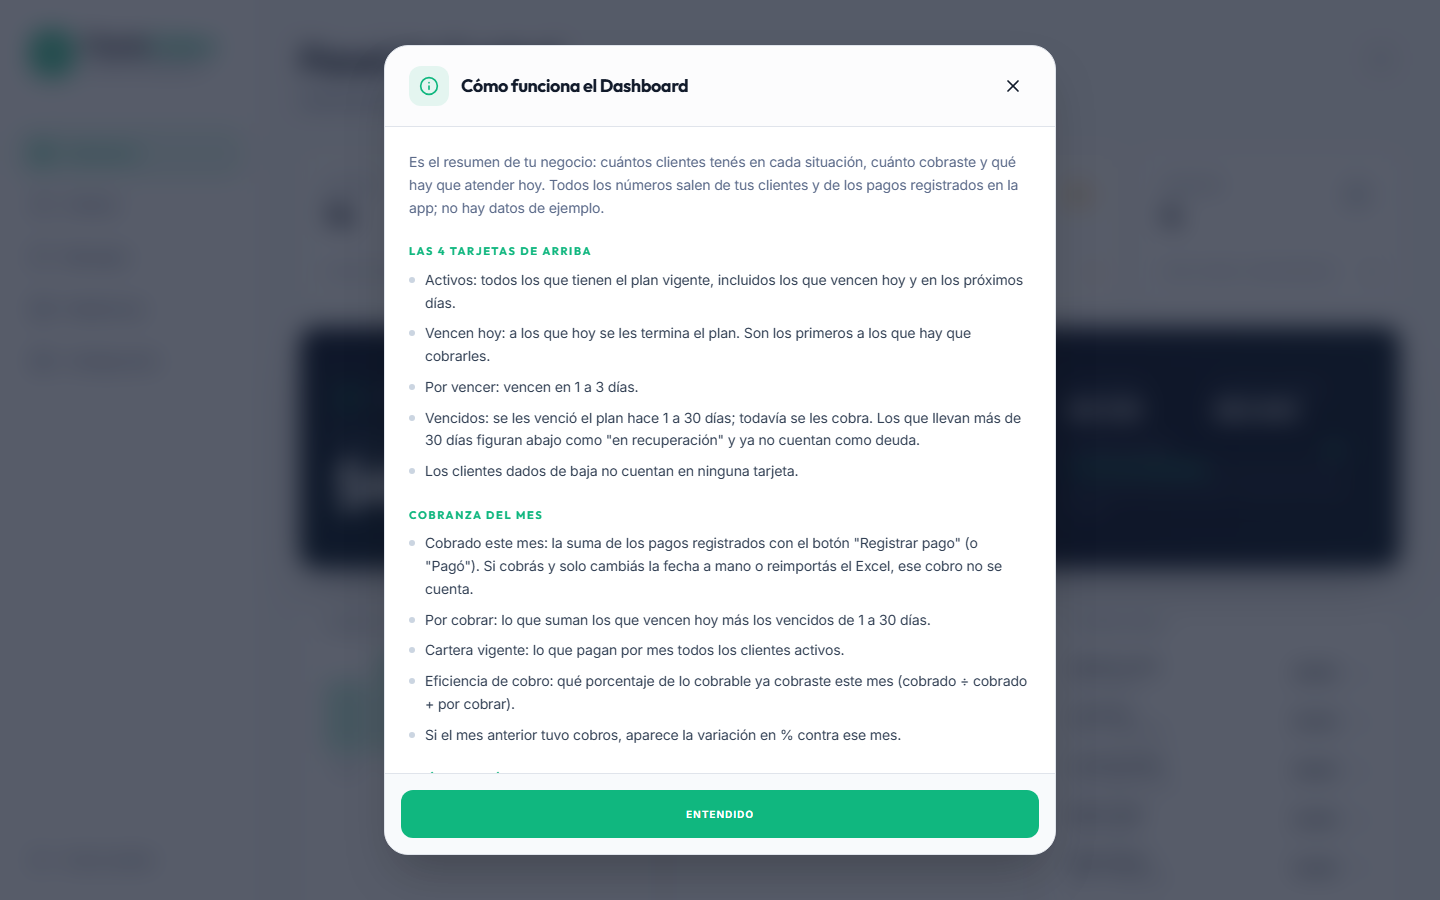 Cómo funciona el Dashboard
Es el resumen de tu negocio: cuántos clientes tenés en cada situación, cuánto cobraste y qué
hay que atender hoy. Todos los números salen de tus clientes y de los pagos registrados en la
app; no hay datos de ejemplo.
LAS 4 TARJETAS DE ARRIBA
Activos: todos los que tienen el plan vigente, incluidos los que vencen hoy y en los próximos
días.
Vencen hoy: a los que hoy se les termina el plan. Son los primeros a los que hay que
cobrarles.
Por vencer: vencen en 1 a 3 días.
Vencidos: se les venció el plan hace 1 a 30 días; todavía se les cobra. Los que llevan más de
30 días figuran abajo como "en recuperación" y ya no cuentan como deuda.
Los clientes dados de baja no cuentan en ninguna tarjeta.
COBRANZA DEL MES
Cobrado este mes: la suma de los pagos registrados con el botón "Registrar pago" (o
"Pagó"). Si cobrás y solo cambiás la fecha a mano o reimportás el Excel, ese cobro no se
cuenta.
Por cobrar: lo que suman los que vencen hoy más los vencidos de 1 a 30 días.
Cartera vigente: lo que pagan por mes todos los clientes activos.
Eficiencia de cobro: qué porcentaje de lo cobrable ya cobraste este mes (cobrado ÷ cobrado
+ por cobrar).
Si el mes anterior tuvo cobros, aparece la variación en % contra ese mes.
ENTENDIDO